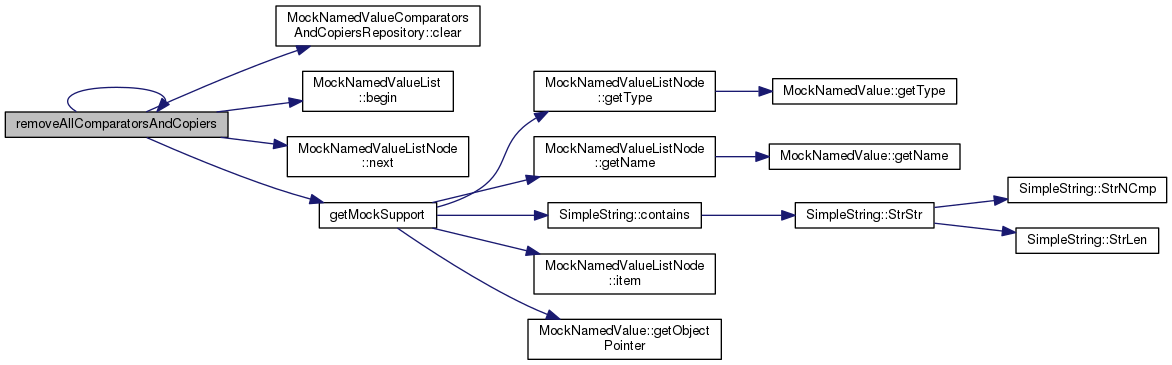 MockNamedValueComparators
AndCopiersRepository::clear
MockNamedValueList
::begin
MockNamedValueListNode
::getType
MockNamedValue::getType
removeAllComparatorsAndCopiers
MockNamedValueListNode
::next
MockNamedValueListNode
::getName
MockNamedValue::getName
getMockSupport
SimpleString::contains
SimpleString::StrStr
SimpleString::StrNCmp
SimpleString::StrLen
MockNamedValueListNode
::item
MockNamedValue::getObject
Pointer